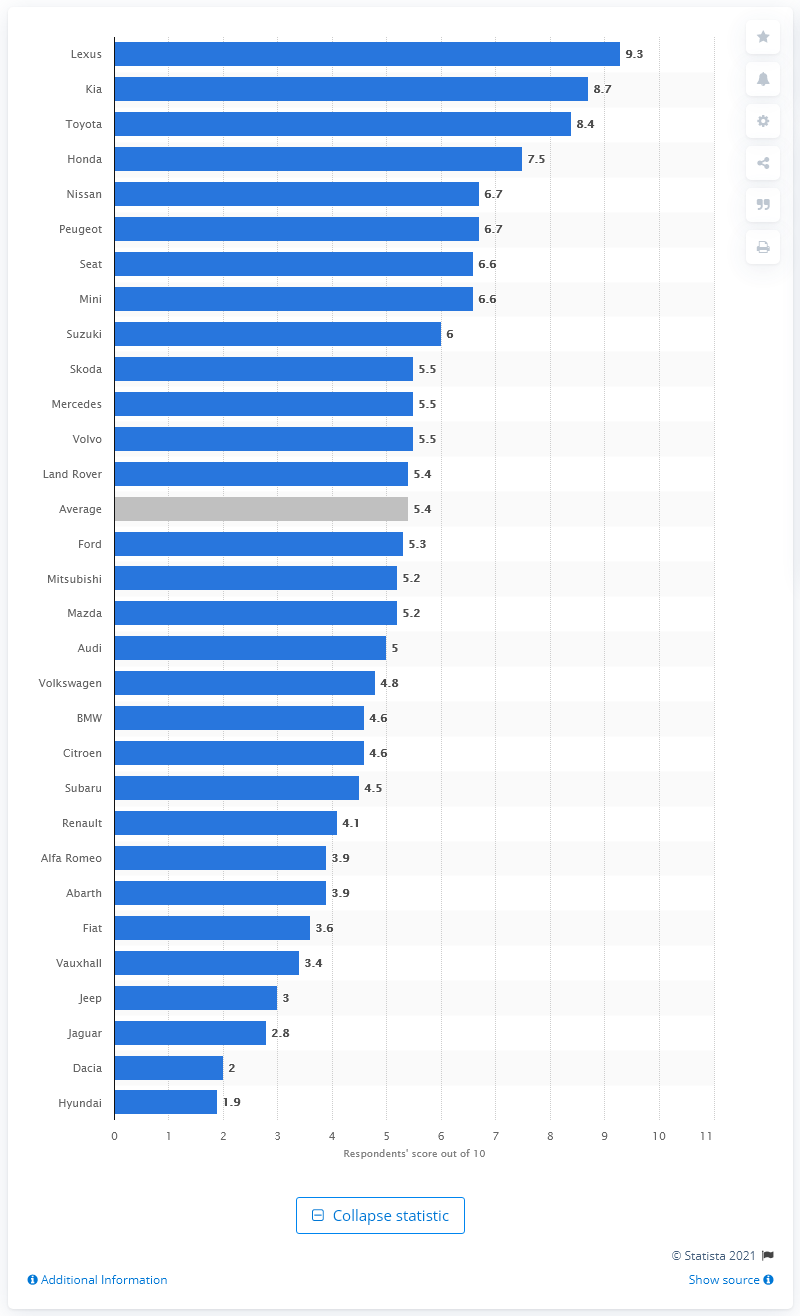 Lexus 9.3
Kia 8.7
Toyota 8.4
Honda 7.5
Nissan 6.7
Peugeot 6.7
Seat 6.6
Mini 6.6
Suzuki 6
Skoda 5.5
Mercedes 5.5
Volvo 5.5
Land Rover 5.4
Average 5.4
Ford 5.3
Mitsubishi 5.2
Mazda 5.2
Audi 5
Volkswagen 4.8
BMW 4.6
Citroen 4.6
Subaru 4.5
Renault 4.1
Alfa Romeo 3.9
Abarth 3.9
Fiat 3.6
Vauxhall 3.4
Jeep 3
Jaguar 2.8
Dacia 2
Hyundai 1.9
0 1 2 3 4 5 6 7 8 9 10 11
Respondents' score out of 10
Collapse statistic
© Statista 2021
Additional Information Show source